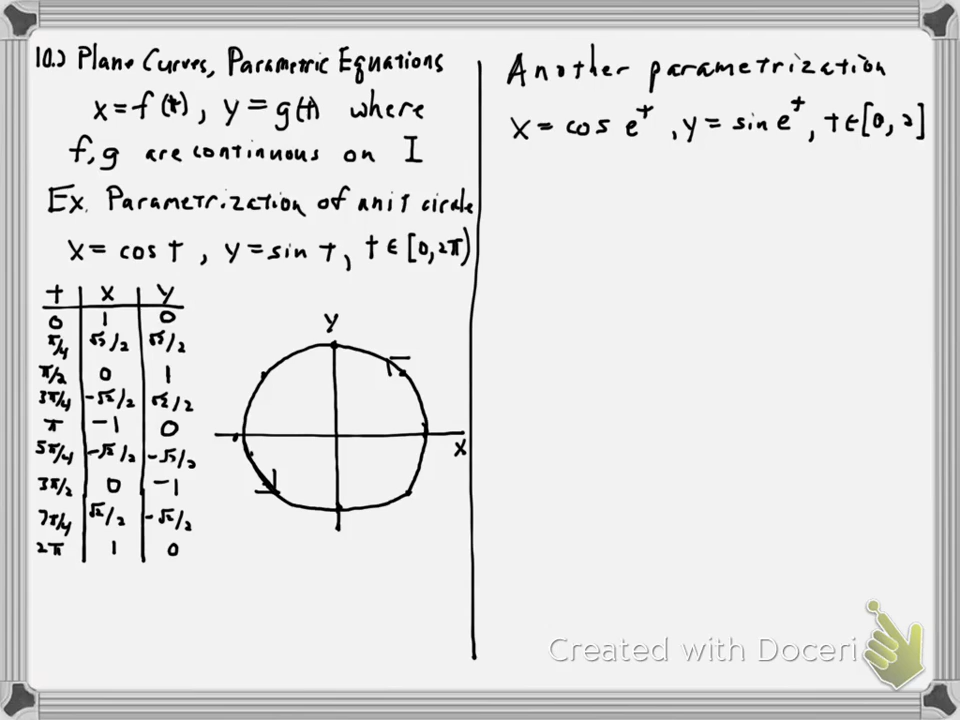 10.) Plane Curves, Parametric Equations
x = f(t), y = g(t) where
f, g are continuous on I
Ex. Parametrization of unit circle
x = cos t, y = sin t, t ∈ [0, 2π)
t x y
0 1 0
π/4 √2/2 √2/2
π/2 0 1
3π/4 -√2/2 √2/2
π -1 0
5π/4 -√2/2 -√2/2
3π/2 0 -1
7π/4 √2/2 -√2/2
2π 1 0
y
x
Another parametrization
x = cos e^t, y = sin e^t, t ∈ [0, 2]
Created with Doceri